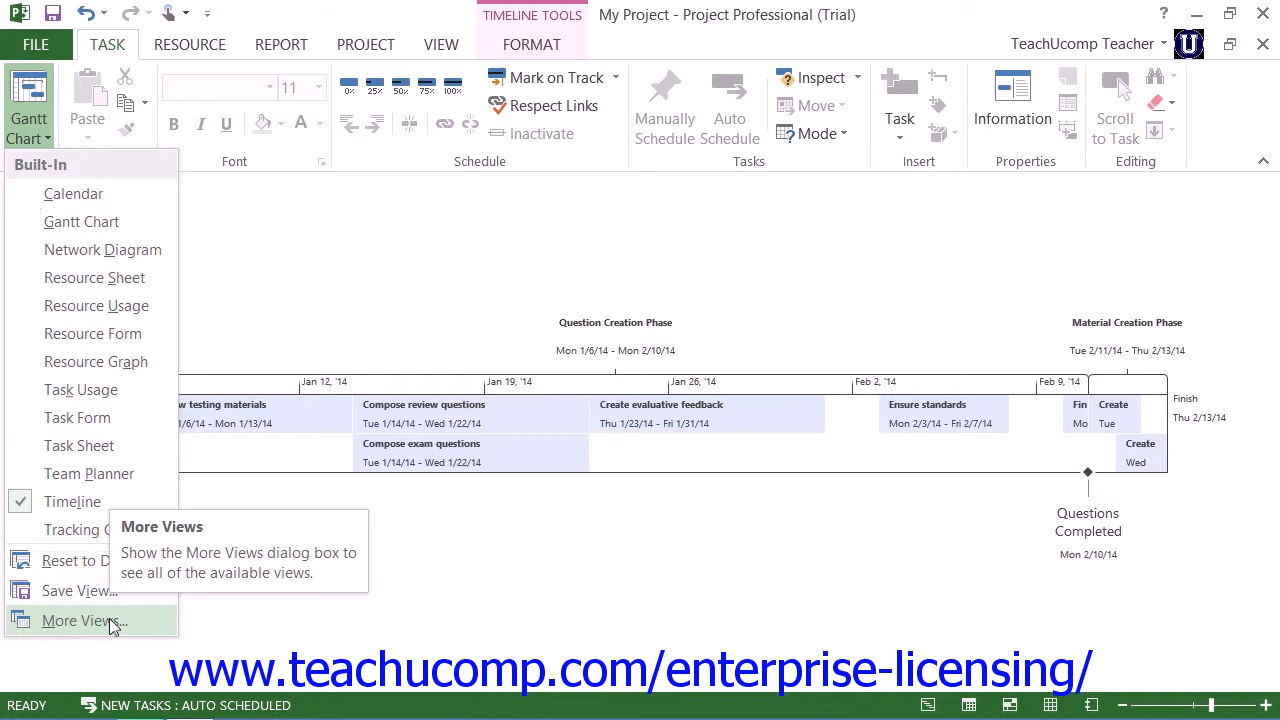 TIMELINE TOOLS
My Project - Project Professional (Trial)
?
FILE
TASK
RESOURCE
REPORT
PROJECT
VIEW
FORMAT
TeachUcomp Teacher
U
Gantt
Chart
Paste
11
B I U A
Font
0% 25% 50% 75% 100%
Mark on Track
Respect Links
Inactivate
Schedule
Manually
Schedule
Auto
Schedule
Inspect
Move
Mode
Tasks
Task
Insert
Information
Properties
Scroll
to Task
Editing
Built-In
Calendar
Gantt Chart
Network Diagram
Resource Sheet
Resource Usage
Resource Form
Resource Graph
Task Usage
Task Form
Task Sheet
Team Planner
Timeline
Tracking
Reset to D
Save View...
More Views...
More Views
Show the More Views dialog box to
see all of the available views.
Question Creation Phase
Mon 1/6/14 - Mon 2/10/14
Material Creation Phase
Tue 2/11/14 - Thu 2/13/14
Jan 12, '14
Jan 19, '14
Jan 26, '14
Feb 2, '14
Feb 9, '14
w testing materials
1/6/14 - Mon 1/13/14
Compose review questions
Tue 1/14/14 - Wed 1/22/14
Create evaluative feedback
Thu 1/23/14 - Fri 1/31/14
Ensure standards
Mon 2/3/14 - Fri 2/7/14
Fin
Mo
Create
Tue
Finish
Thu 2/13/14
Compose exam questions
Tue 1/14/14 - Wed 1/22/14
Create
Wed
Questions
Completed
Mon 2/10/14
www.teachucomp.com/enterprise-licensing/
READY
NEW TASKS : AUTO SCHEDULED